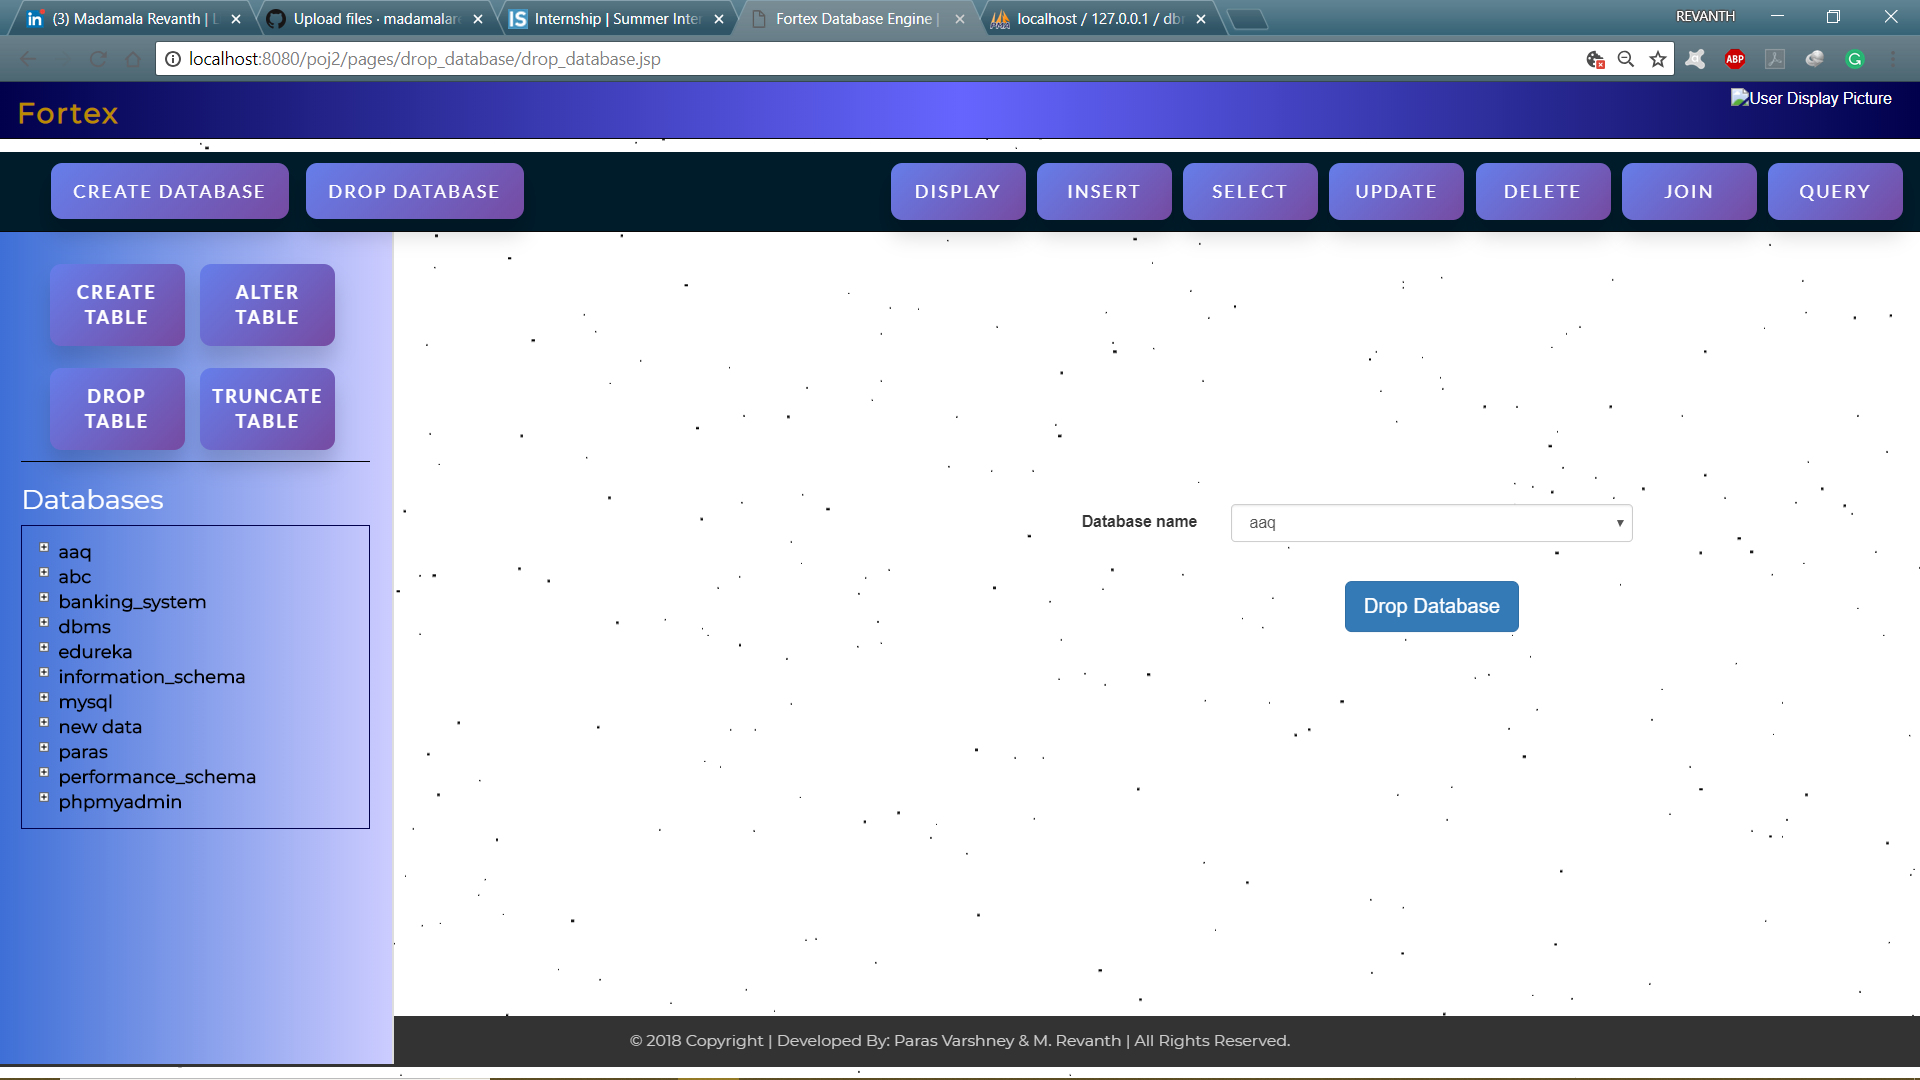 (3) Madamala Revanth | L
Upload files · madamalare
Internship | Summer Inter
Fortex Database Engine |
localhost / 127.0.0.1 / dbm
REVANTH
localhost:8080/poj2/pages/drop_database/drop_database.jsp
ABP
Fortex
User Display Picture
CREATE DATABASE
DROP DATABASE
DISPLAY
INSERT
SELECT
UPDATE
DELETE
JOIN
QUERY
CREATE
TABLE
ALTER
TABLE
DROP
TABLE
TRUNCATE
TABLE
Databases
aaq
abc
banking_system
dbms
edureka
information_schema
mysql
new data
paras
performance_schema
phpmyadmin
Database name
aaq
Drop Database
© 2018 Copyright | Developed By: Paras Varshney & M. Revanth | All Rights Reserved.